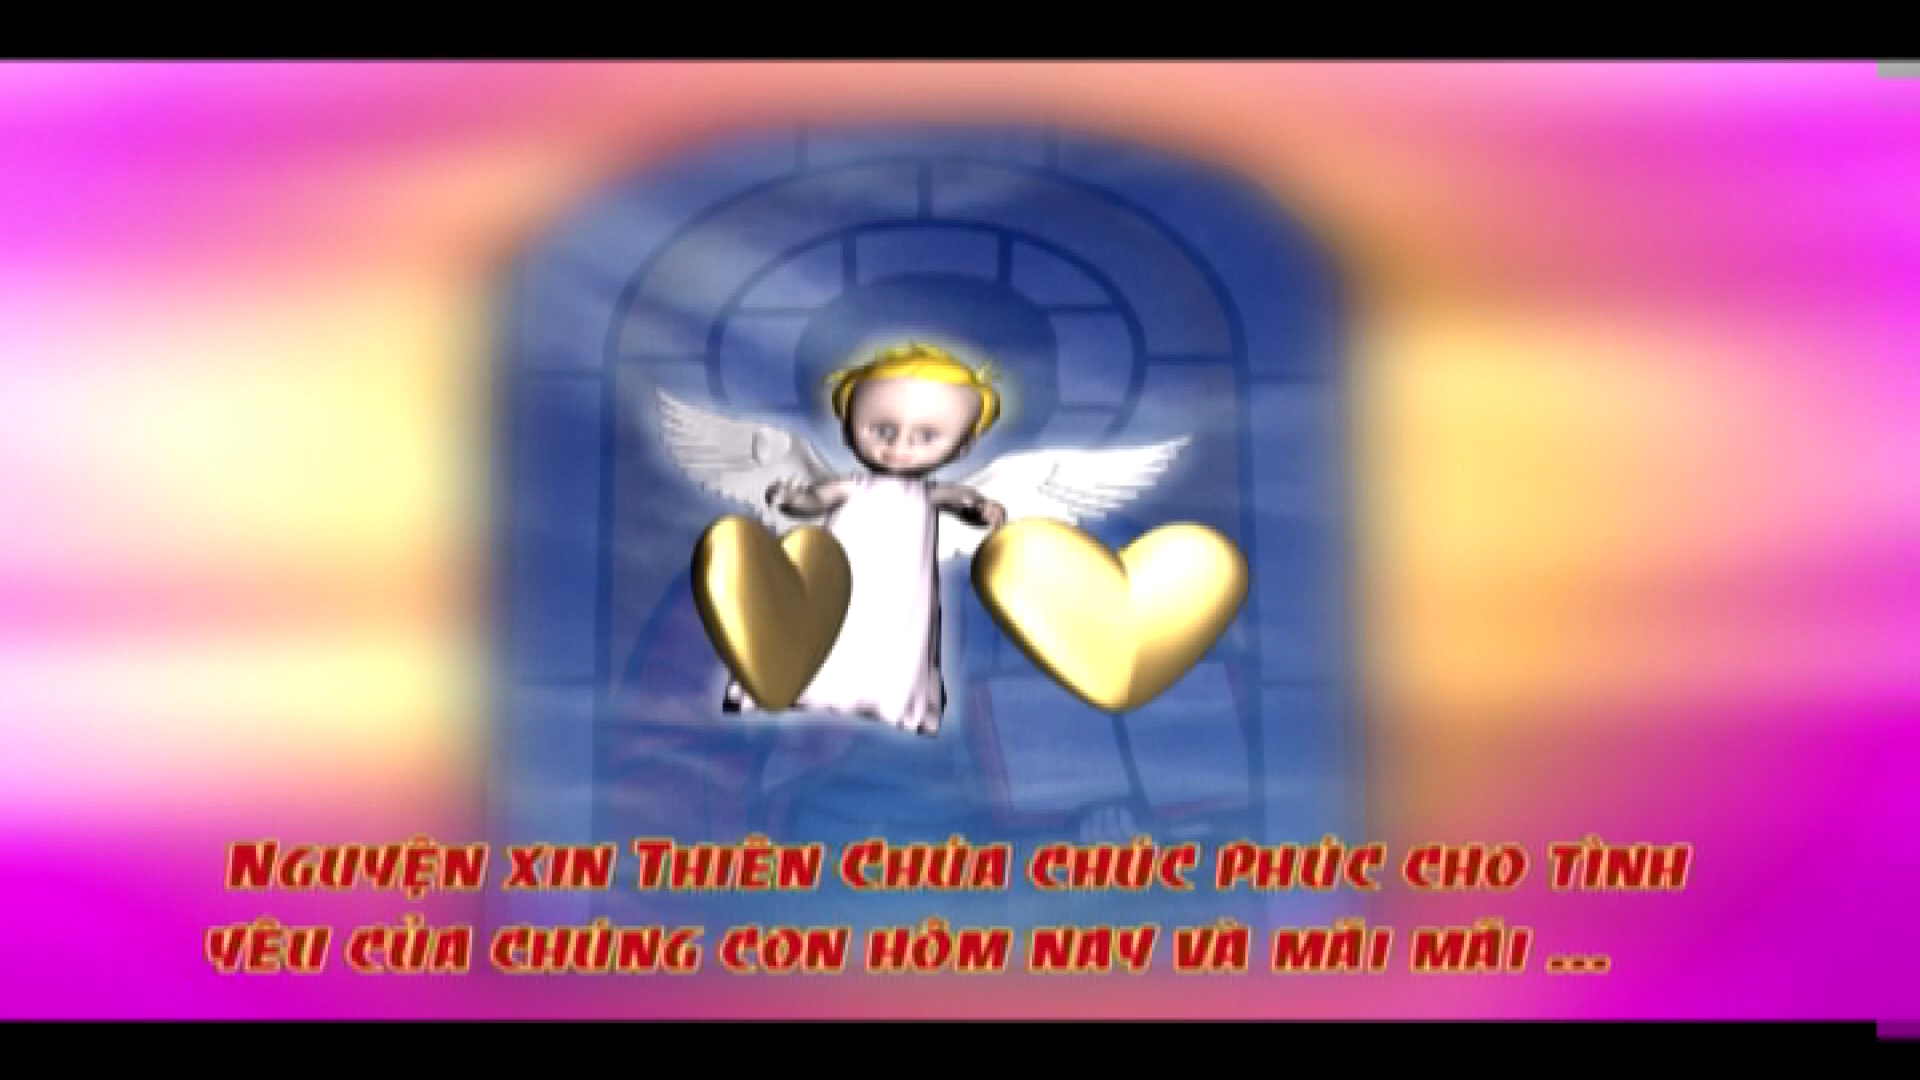 Nguyện xin Thiên Chúa chúc phúc cho tình
yêu của chúng con hôm nay và mãi mãi ...